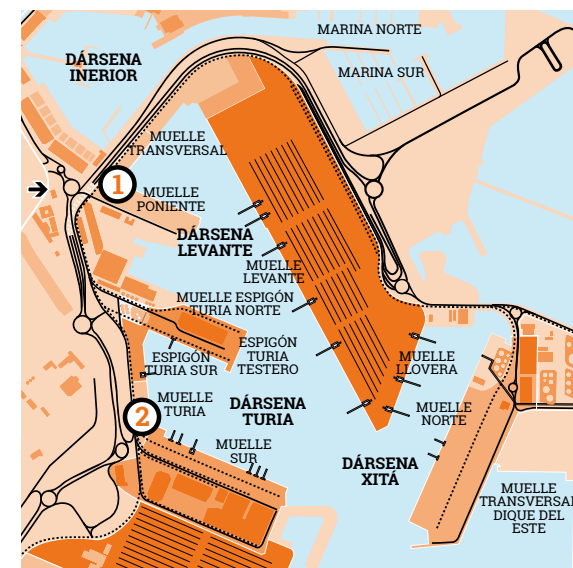 MARINA NORTE
DÁRSENA
INERIOR
MARINA SUR
MUELLE
TRANSVERSAL
1
MUELLE
PONIENTE
DÁRSENA
LEVANTE
MUELLE
LEVANTE
MUELLE ESPIGÓN
TURIA NORTE
ESPIGÓN
TURIA SUR
ESPIGÓN
TURIA
TESTERO
MUELLE
LLOVERA
MUELLE
TURIA
2
DÁRSENA
TURIA
MUELLE
NORTE
MUELLE
SUR
DÁRSENA
XITÁ
MUELLE
TRANSVERSAL
DIQUE DEL
ESTE